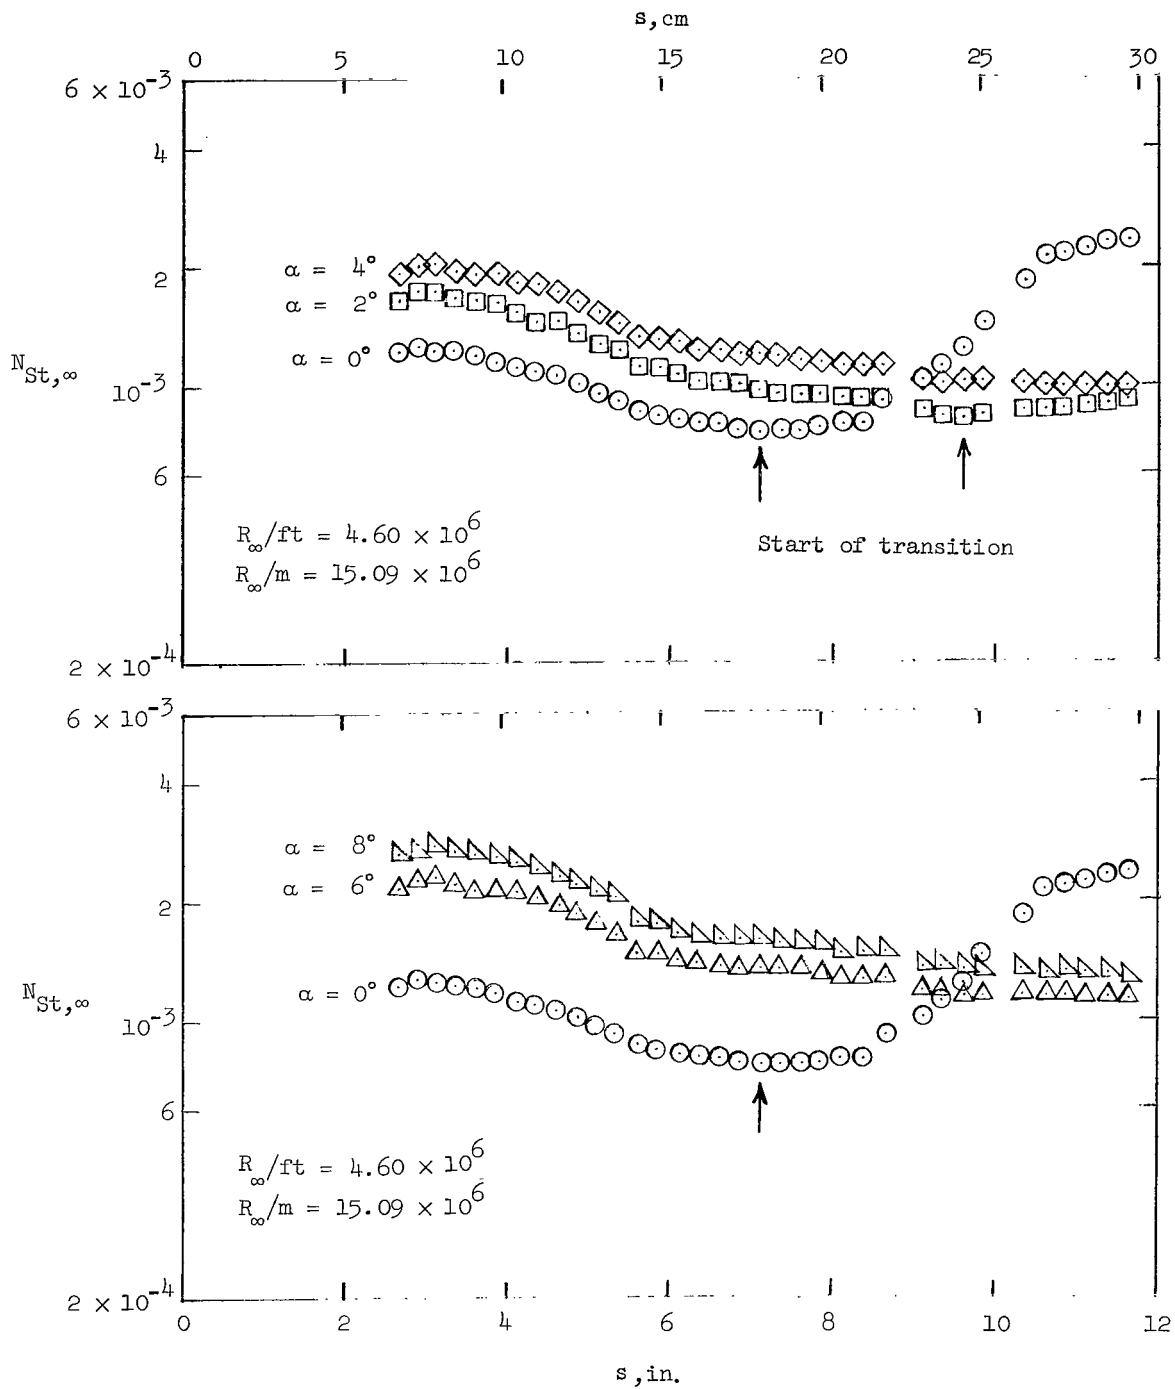 s, cm
0 5 10 15 20 25 30
6 × 10⁻³
4
2
10⁻³
6
2 × 10⁻⁴
N_St,∞
α = 4°
α = 2°
α = 0°
Start of transition
R_∞/ft = 4.60 × 10⁶
R_∞/m = 15.09 × 10⁶
6 × 10⁻³
4
2
10⁻³
6
2 × 10⁻⁴
N_St,∞
α = 8°
α = 6°
α = 0°
R_∞/ft = 4.60 × 10⁶
R_∞/m = 15.09 × 10⁶
0 2 4 6 8 10 12
s, in.